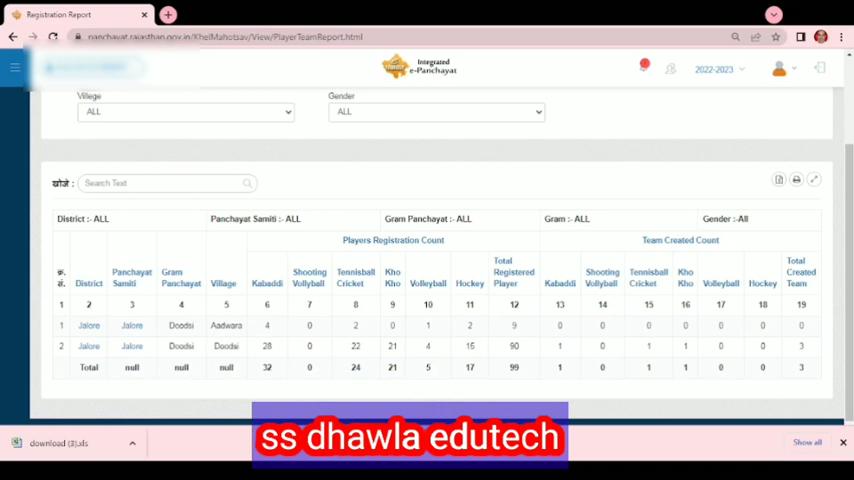 Registration Report
panchayat.rajasthan.gov.in/KhelMahotsav/View/PlayerTeamReport.html
Integrated
e-Panchayat
2022-2023
Villege Gender
ALL ALL
खोजे : Search Text
District :- ALL Panchayat Samiti :- ALL Gram Panchayat :- ALL Gram :- ALL Gender :-All
Players Registration Count Team Created Count
क्र. सं. District Panchayat Samiti Gram Panchayat Village Kabaddi Shooting Vollyball Tennisball Cricket Kho Kho Volleyball Hockey Total Registered Player Kabaddi Shooting Vollyball Tennisball Cricket Kho Kho Volleyball Hockey Total Created Team
1 2 3 4 5 6 7 8 9 10 11 12 13 14 15 16 17 18 19
1 Jalore Jalore Doodsi Aadwara 4 0 2 0 1 2 9 0 0 0 0 0 0 0
2 Jalore Jalore Doodsi Doodsi 28 0 22 21 4 15 90 1 0 1 1 0 0 3
Total null null null 32 0 24 21 5 17 99 1 0 1 1 0 0 3
ss dhawla edutech
download (3).xls Show all